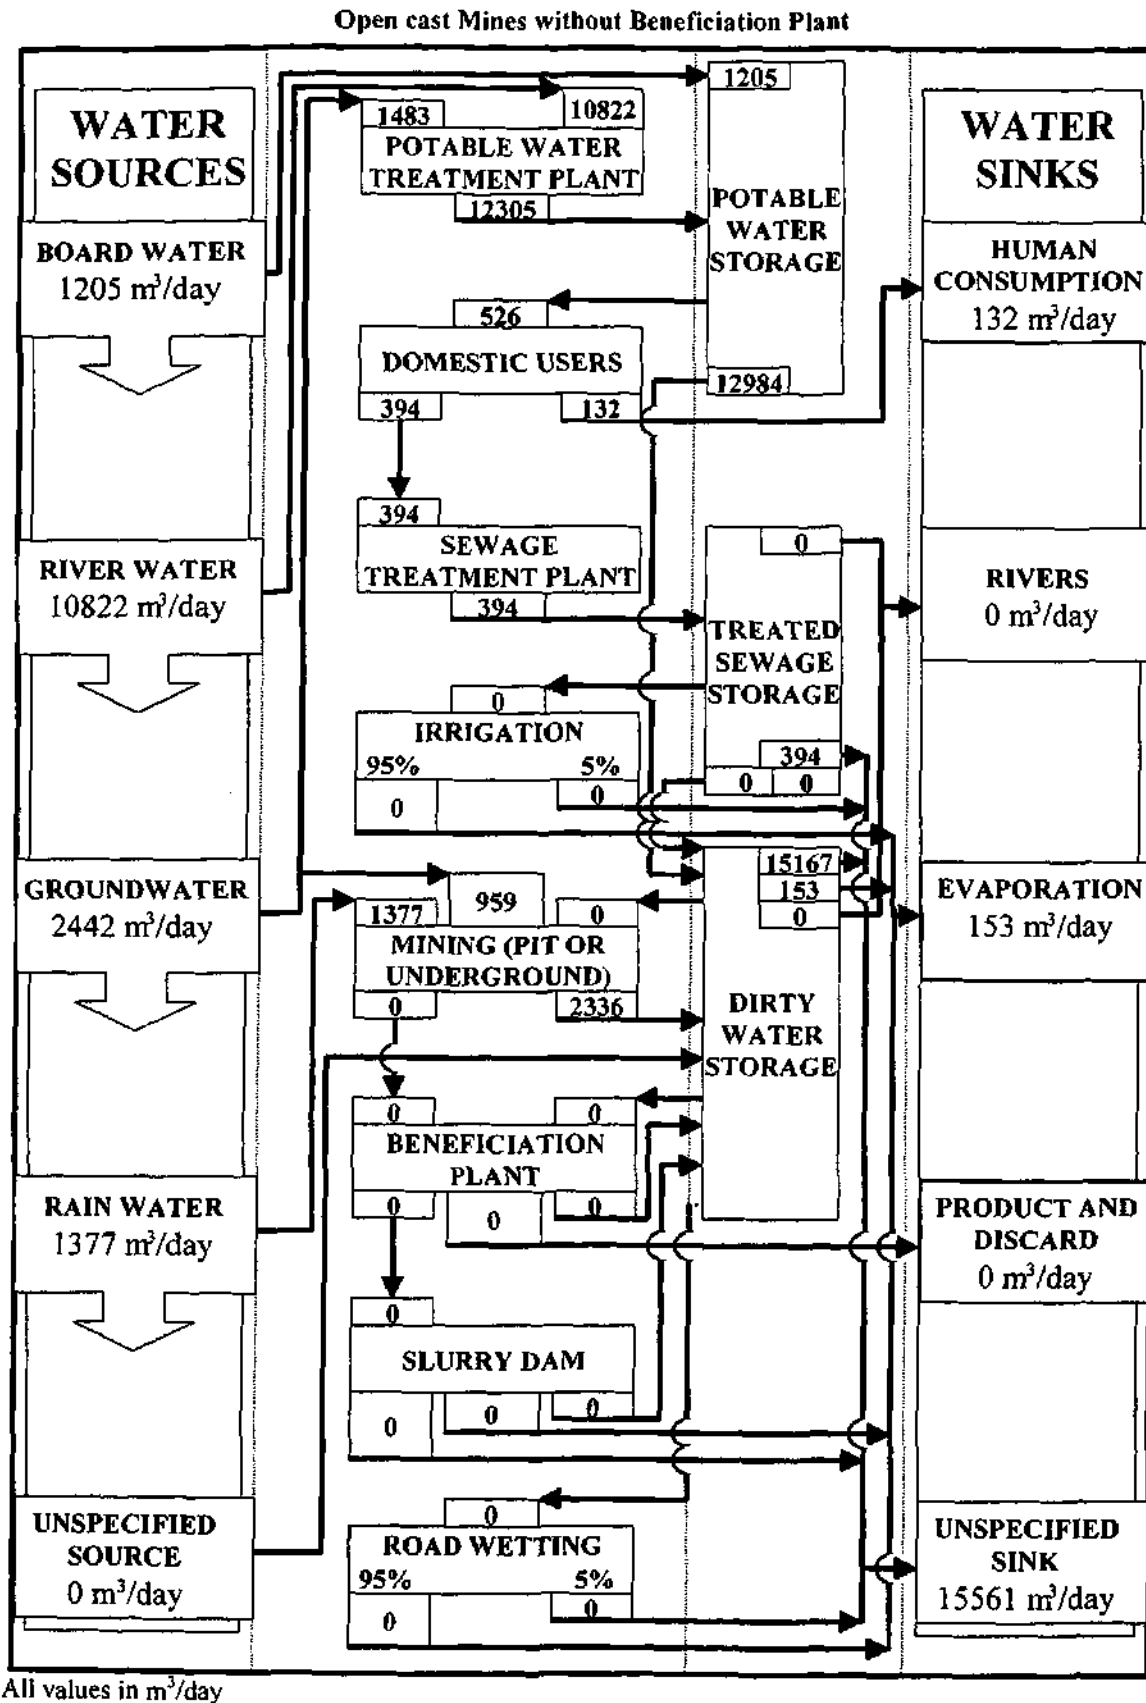 Open cast Mines without Beneficiation Plant
WATER
SOURCES
BOARD WATER
1205 m³/day
RIVER WATER
10822 m³/day
GROUNDWATER
2442 m³/day
RAIN WATER
1377 m³/day
UNSPECIFIED
SOURCE
0 m³/day
1483
10822
POTABLE WATER
TREATMENT PLANT
12305
526
DOMESTIC USERS
394
132
394
SEWAGE
TREATMENT PLANT
394
0
IRRIGATION
95%
5%
0
0
1377
959
0
MINING (PIT OR
UNDERGROUND)
0
2336
0
0
BENEFICIATION
PLANT
0
0
0
0
SLURRY DAM
0
0
0
0
ROAD WETTING
95%
5%
0
0
1205
POTABLE
WATER
STORAGE
12984
0
TREATED
SEWAGE
STORAGE
394
0
0
15167
153
0
DIRTY
WATER
STORAGE
WATER
SINKS
HUMAN
CONSUMPTION
132 m³/day
RIVERS
0 m³/day
EVAPORATION
153 m³/day
PRODUCT AND
DISCARD
0 m³/day
UNSPECIFIED
SINK
15561 m³/day
All values in m³/day